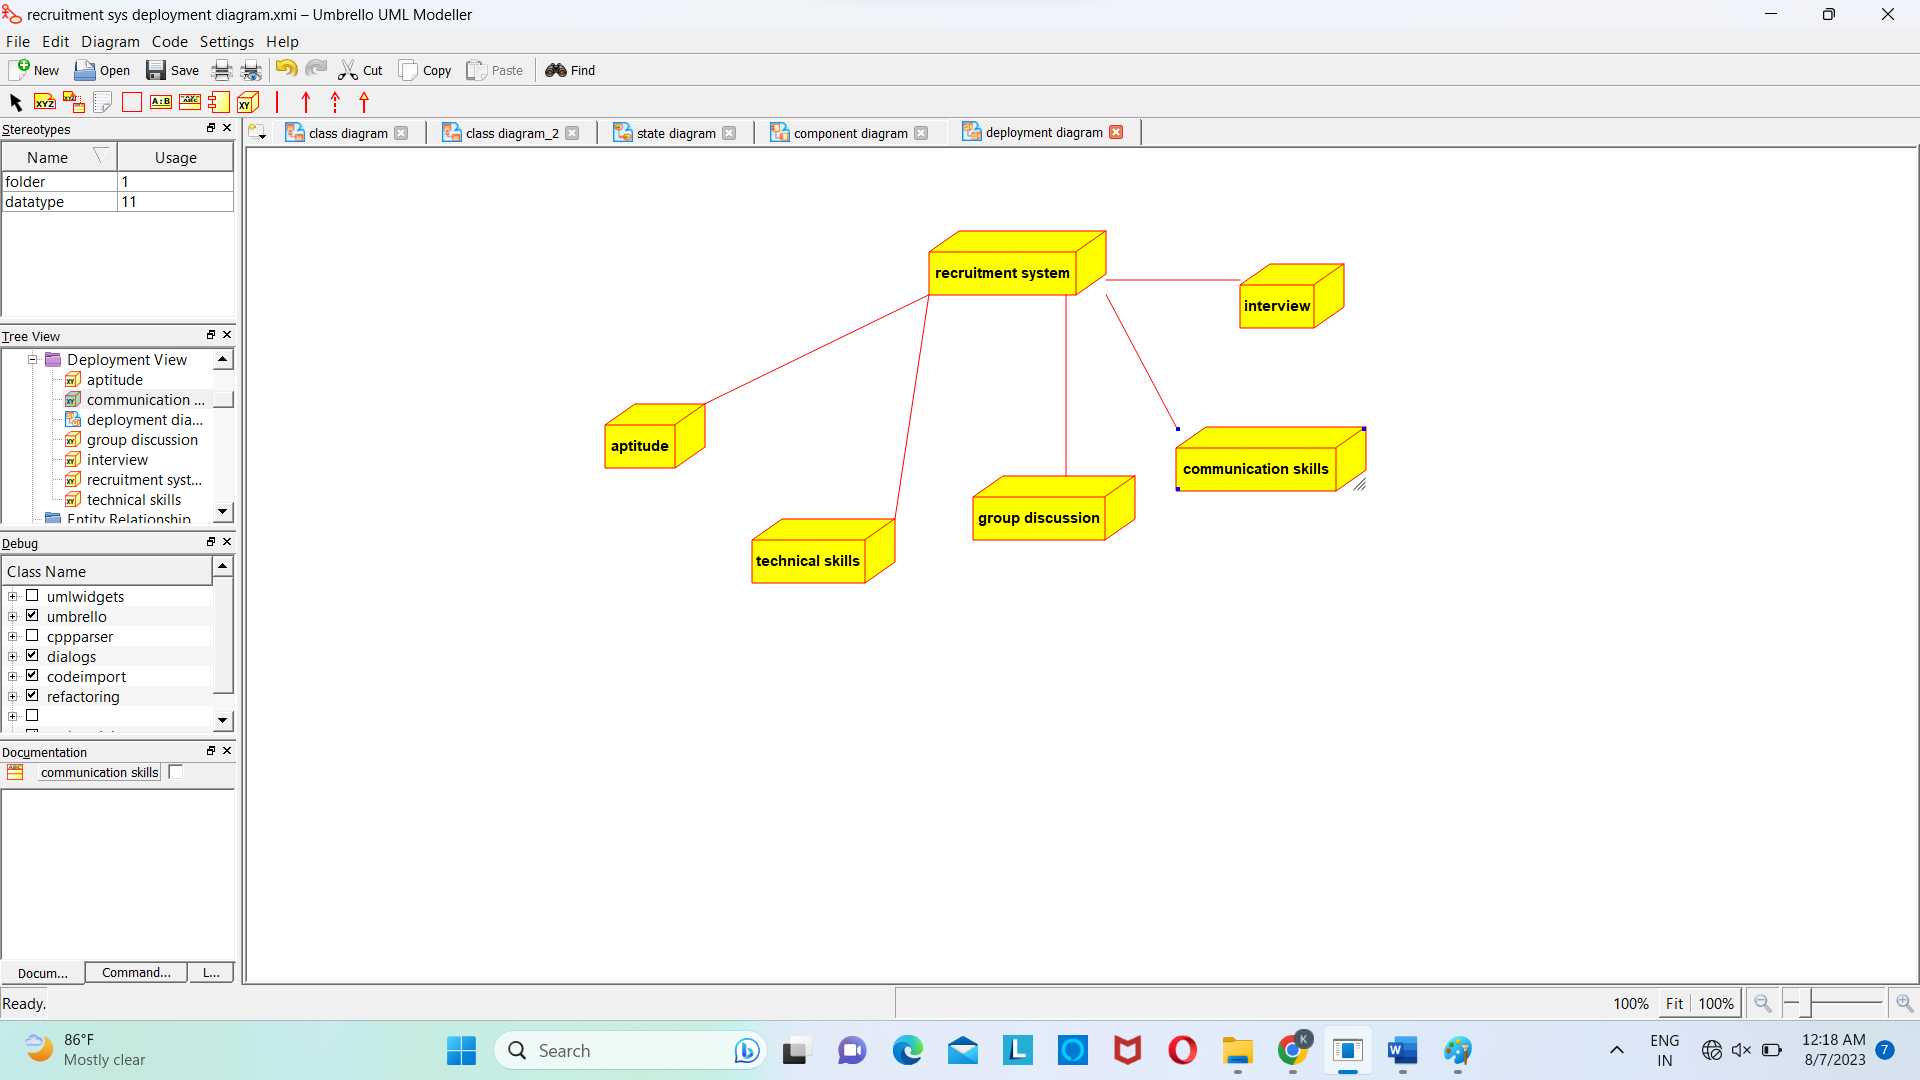 recruitment sys deployment diagram.xmi – Umbrello UML Modeller
File Edit Diagram Code Settings Help
New Open Save Cut Copy Paste Find
Stereotypes
Name Usage
folder 1
datatype 11
class diagram class diagram_2 state diagram component diagram deployment diagram
recruitment system
interview
aptitude
communication skills
group discussion
technical skills
Tree View
Deployment View
aptitude
communication ...
deployment dia...
group discussion
interview
recruitment syst...
technical skills
Entity Relationship
Debug
Class Name
umlwidgets
umbrello
cppparser
dialogs
codeimport
refactoring
Documentation
communication skills
Docum... Command... L...
Ready.
100% Fit 100%
86°F
Mostly clear
Search
ENG
IN
12:18 AM
8/7/2023
7